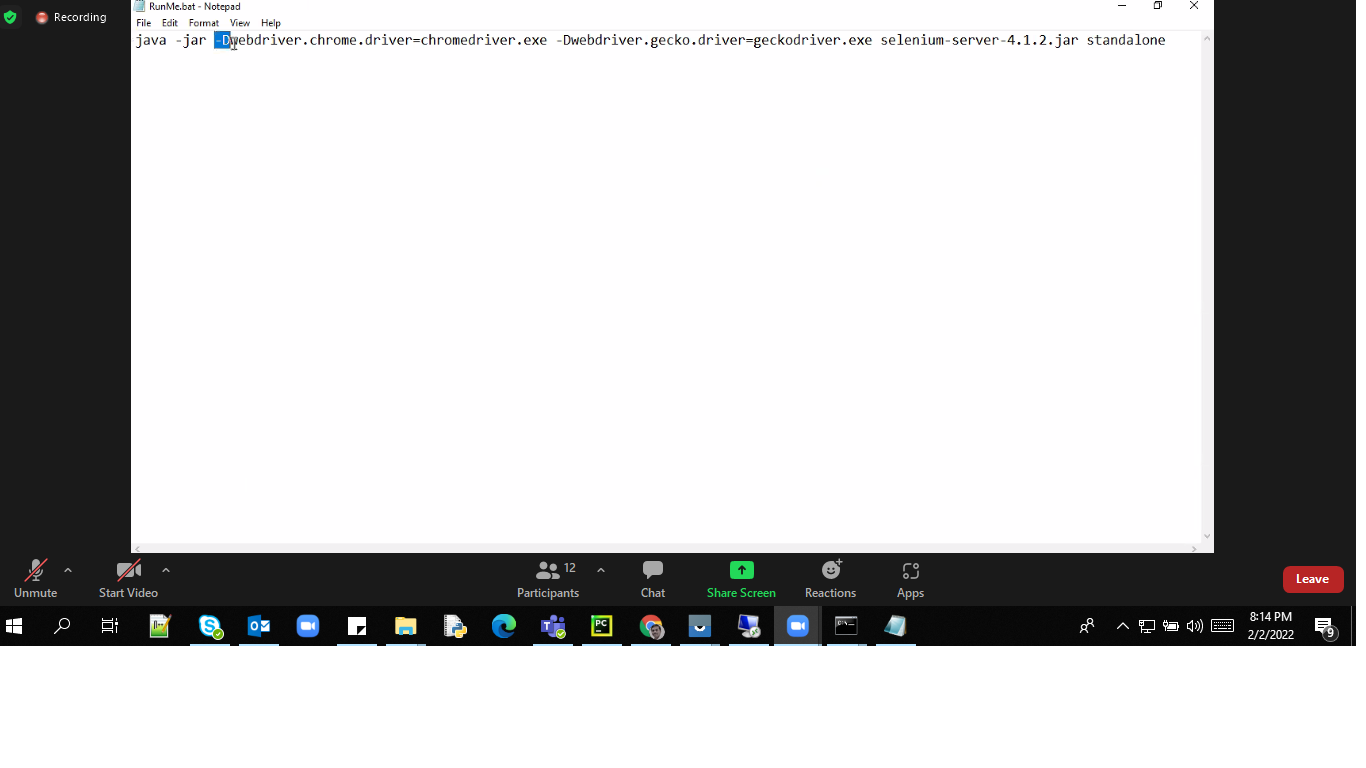 Recording
RunMe.bat - Notepad
File Edit Format View Help
java -jar -Dwebdriver.chrome.driver=chromedriver.exe -Dwebdriver.gecko.driver=geckodriver.exe selenium-server-4.1.2.jar standalone
Unmute
Start Video
12
Participants
Chat
Share Screen
Reactions
Apps
Leave
PC
8:14 PM
2/2/2022
9